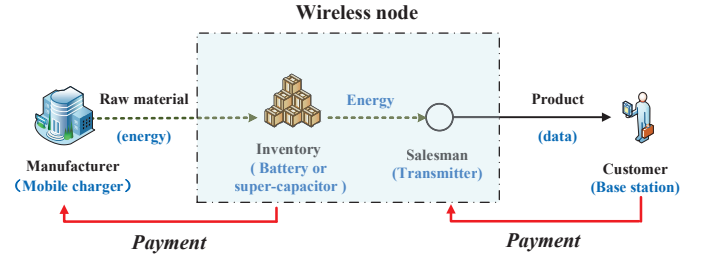 Wireless node
Raw material
(energy)
Energy
Product
(data)
Manufacturer
(Mobile charger)
Inventory
( Battery or
super-capacitor )
Salesman
(Transmitter)
Customer
(Base station)
Payment
Payment